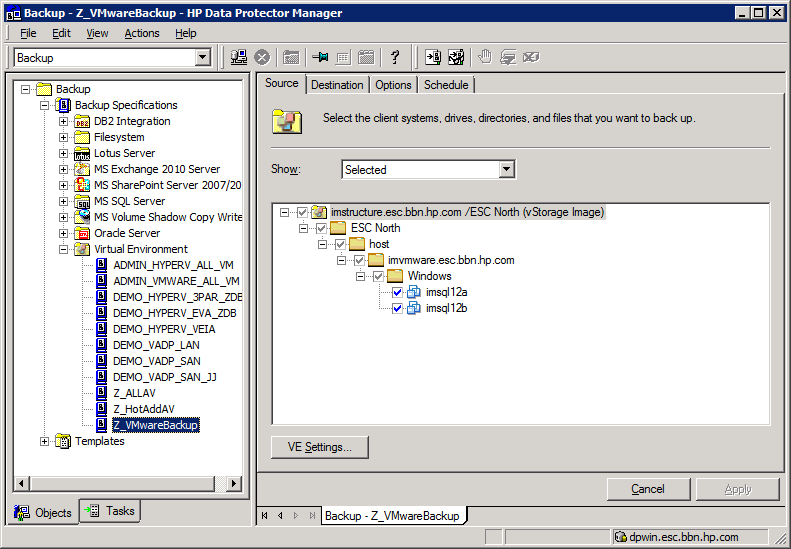 Backup - Z_VMwareBackup - HP Data Protector Manager
File Edit View Actions Help
Backup
Backup
Backup Specifications
DB2 Integration
Filesystem
Lotus Server
MS Exchange 2010 Server
MS SharePoint Server 2007/20
MS SQL Server
MS Volume Shadow Copy Write
Oracle Server
Virtual Environment
ADMIN_HYPERV_ALL_VM
ADMIN_VMWARE_ALL_VM
DEMO_HYPERV_3PAR_ZDB
DEMO_HYPERV_EVA_ZDB
DEMO_HYPERV_VEIA
DEMO_VADP_LAN
DEMO_VADP_SAN
DEMO_VADP_SAN_JJ
Z_ALLAV
Z_HotAddAV
Z_VMwareBackup
Templates
Objects Tasks
Source Destination Options Schedule
Select the client systems, drives, directories, and files that you want to back up.
Show: Selected
imstructure.esc.bbn.hp.com /ESC North (vStorage Image)
ESC North
host
imvmware.esc.bbn.hp.com
Windows
imsql12a
imsql12b
VE Settings...
Cancel Apply
Backup - Z_VMwareBackup
dpwin.esc.bbn.hp.com